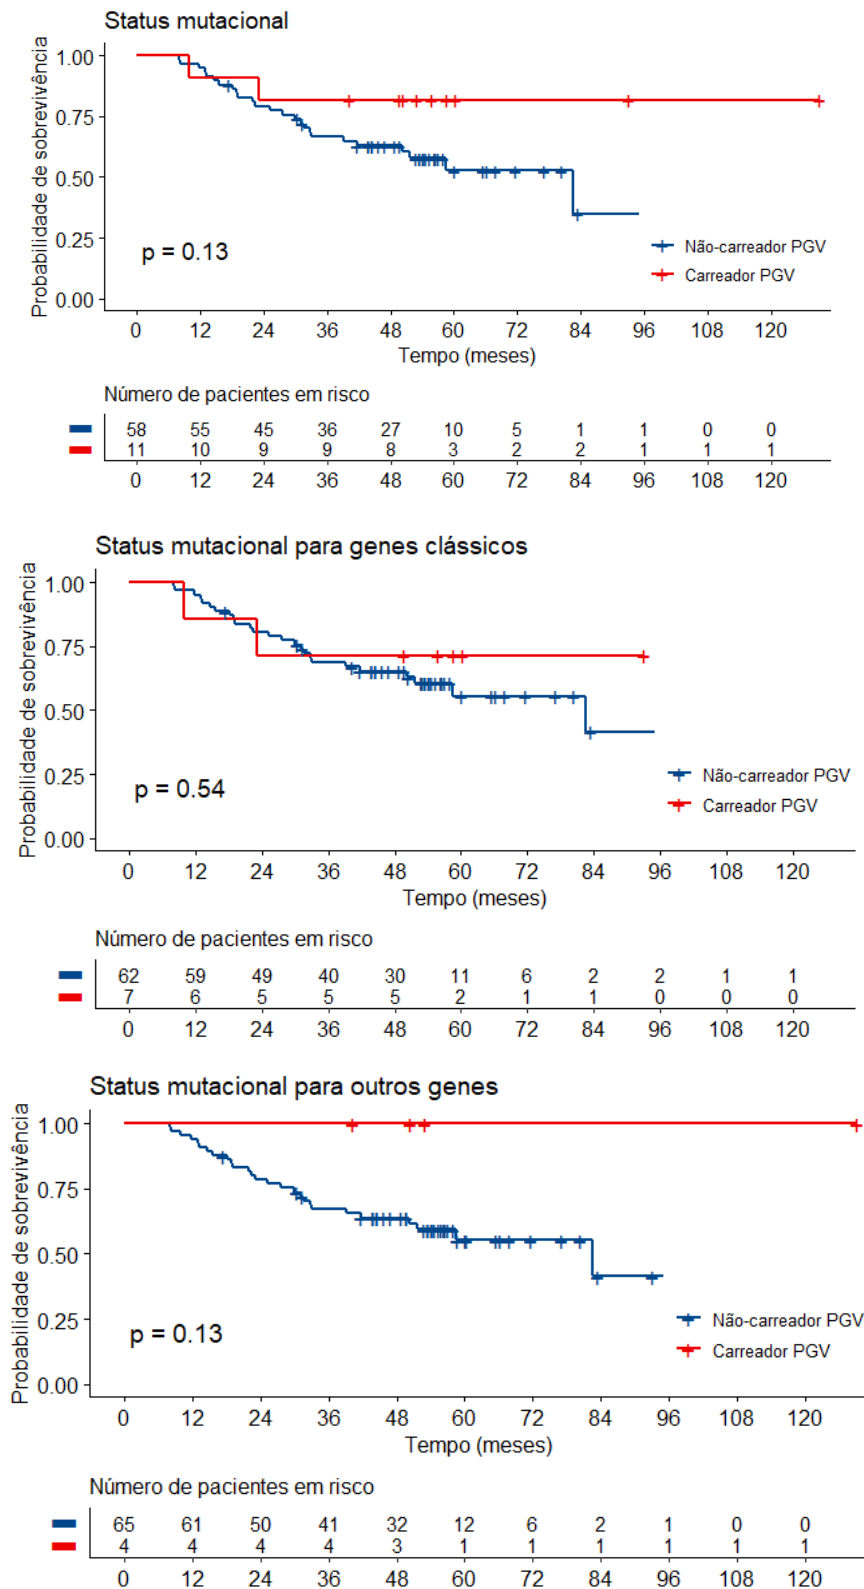 Status mutacional
Probabilidade de sobrevivência
1.00
0.75
0.50
0.25
0.00
p = 0.13
Não-carreador PGV
Carreador PGV
0 12 24 36 48 60 72 84 96 108 120
Tempo (meses)
Número de pacientes em risco
58 55 45 36 27 10 5 1 1 0 0
11 10 9 9 8 3 2 2 1 1 1
0 12 24 36 48 60 72 84 96 108 120
Status mutacional para genes clássicos
Probabilidade de sobrevivência
1.00
0.75
0.50
0.25
0.00
p = 0.54
Não-carreador PGV
Carreador PGV
0 12 24 36 48 60 72 84 96 108 120
Tempo (meses)
Número de pacientes em risco
62 59 49 40 30 11 6 2 2 1 1
7 6 5 5 5 2 1 1 0 0 0
0 12 24 36 48 60 72 84 96 108 120
Status mutacional para outros genes
Probabilidade de sobrevivência
1.00
0.75
0.50
0.25
0.00
p = 0.13
Não-carreador PGV
Carreador PGV
0 12 24 36 48 60 72 84 96 108 120
Tempo (meses)
Número de pacientes em risco
65 61 50 41 32 12 6 2 1 0 0
4 4 4 4 3 1 1 1 1 1 1
0 12 24 36 48 60 72 84 96 108 120